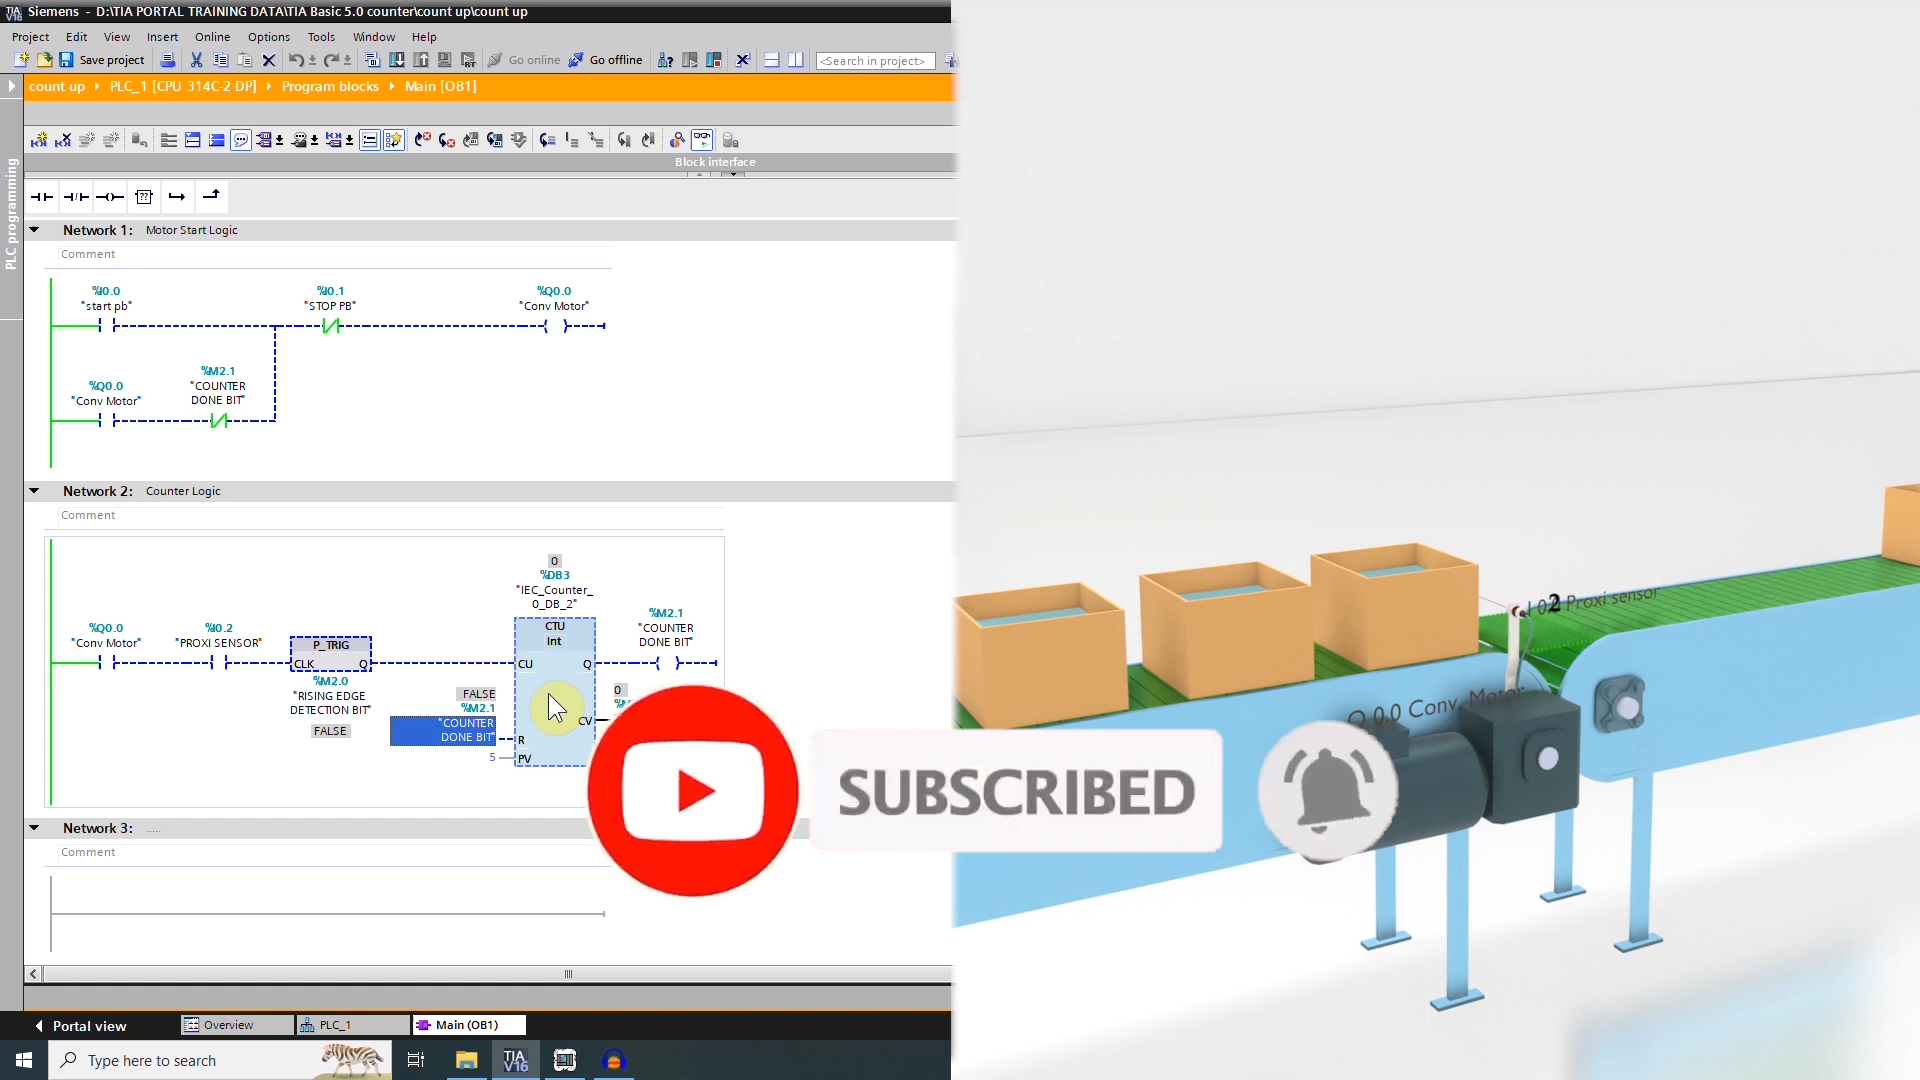 Siemens - D:\TIA PORTAL TRAINING DATA\TIA Basic 5.0 counter\count up\count up
Project Edit View Insert Online Options Tools Window Help
Save project
Go online
Go offline
<Search in project>
count up
PLC_1 [CPU 314C-2 DP]
Program blocks
Main [OB1]
Block interface
PLC programming
Network 1: Motor Start Logic
Comment
%I0.0
"start pb"
%I0.1
"STOP PB"
%Q0.0
"Conv Motor"
%Q0.0
"Conv Motor"
%M2.1
"COUNTER
DONE BIT"
Network 2: Counter Logic
Comment
0
%DB3
"IEC_Counter_
0_DB_2"
%Q0.0
"Conv Motor"
%I0.2
"PROXI SENSOR"
P_TRIG
CLK Q
%M2.0
"RISING EDGE
DETECTION BIT"
FALSE
CTU
Int
CU Q
CV
R
PV
%M2.1
"COUNTER
DONE BIT"
FALSE
%M2.1
"COUNTER
DONE BIT"
5
0
Network 3: .....
Comment
SUBSCRIBED
2
Proxi sensor
Q 0.0 Conv. Motor
Portal view
Overview
PLC_1
Main (OB1)
Type here to search
TIA
V16